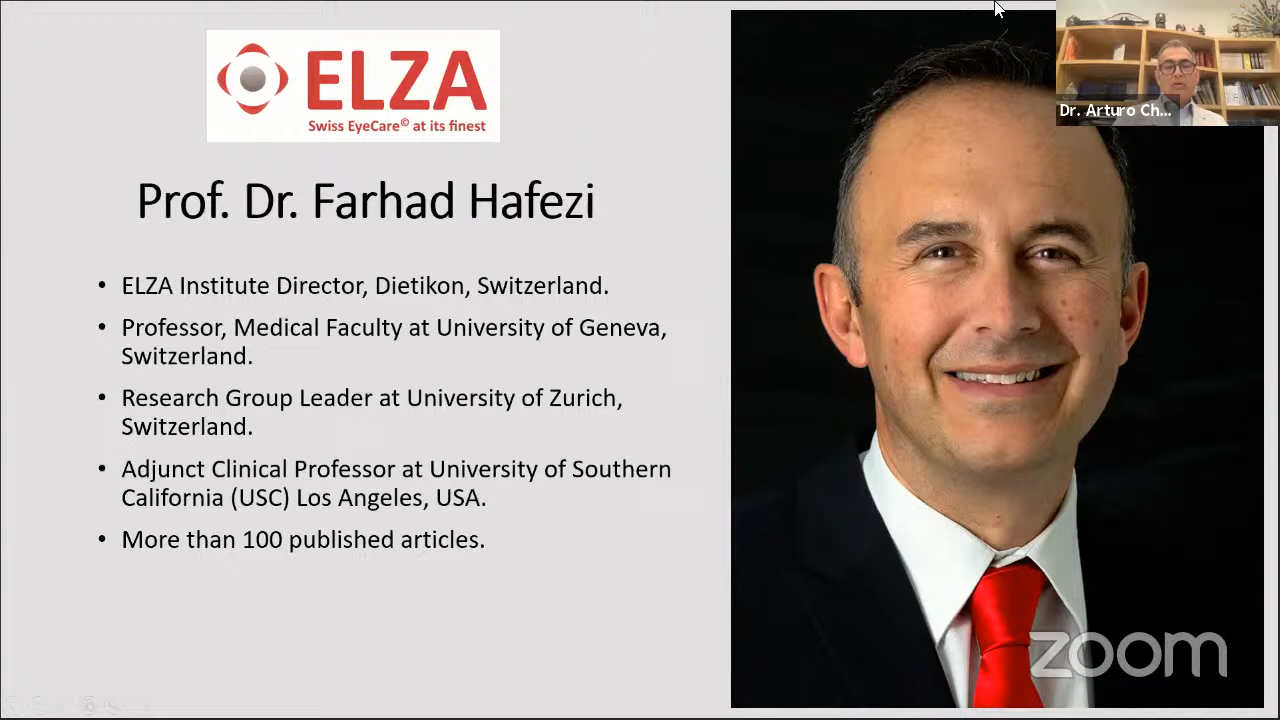 ELZA
Swiss EyeCare© at its finest
Dr. Arturo Ch...
Prof. Dr. Farhad Hafezi
• ELZA Institute Director, Dietikon, Switzerland.
• Professor, Medical Faculty at University of Geneva,
Switzerland.
• Research Group Leader at University of Zurich,
Switzerland.
• Adjunct Clinical Professor at University of Southern
California (USC) Los Angeles, USA.
• More than 100 published articles.
zoom